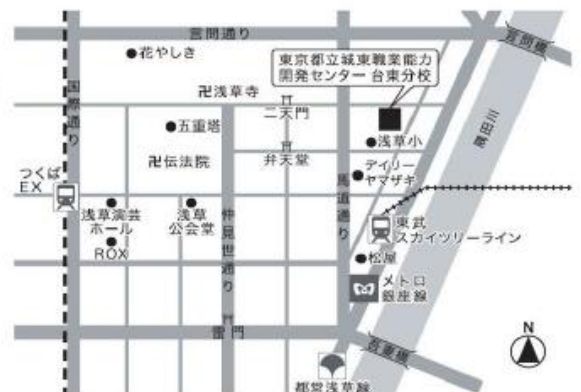 言問通り
言問橋
花やしき
東京都立城東職業能力
開発センター 台東分校
国際通り
卍浅草寺
二天門
五重塔
浅草小
隅田川
卍伝法院
弁天堂
デイリー
ヤマザキ
つくば
EX
馬道通り
浅草演芸
ホール
浅草
公会堂
仲見世通り
東武
スカイツリーライン
ROX
松屋
メトロ
銀座線
雷門
吾妻橋
N
都営浅草線